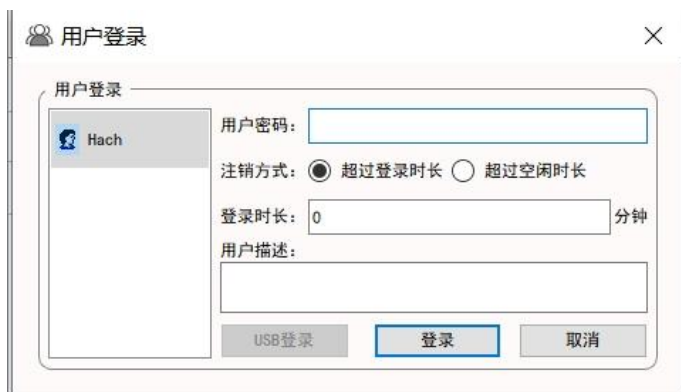 用户登录
用户登录
Hach
用户密码：
注销方式： 超过登录时长 超过空闲时长
登录时长： 0 分钟
用户描述：
USB登录 登录 取消